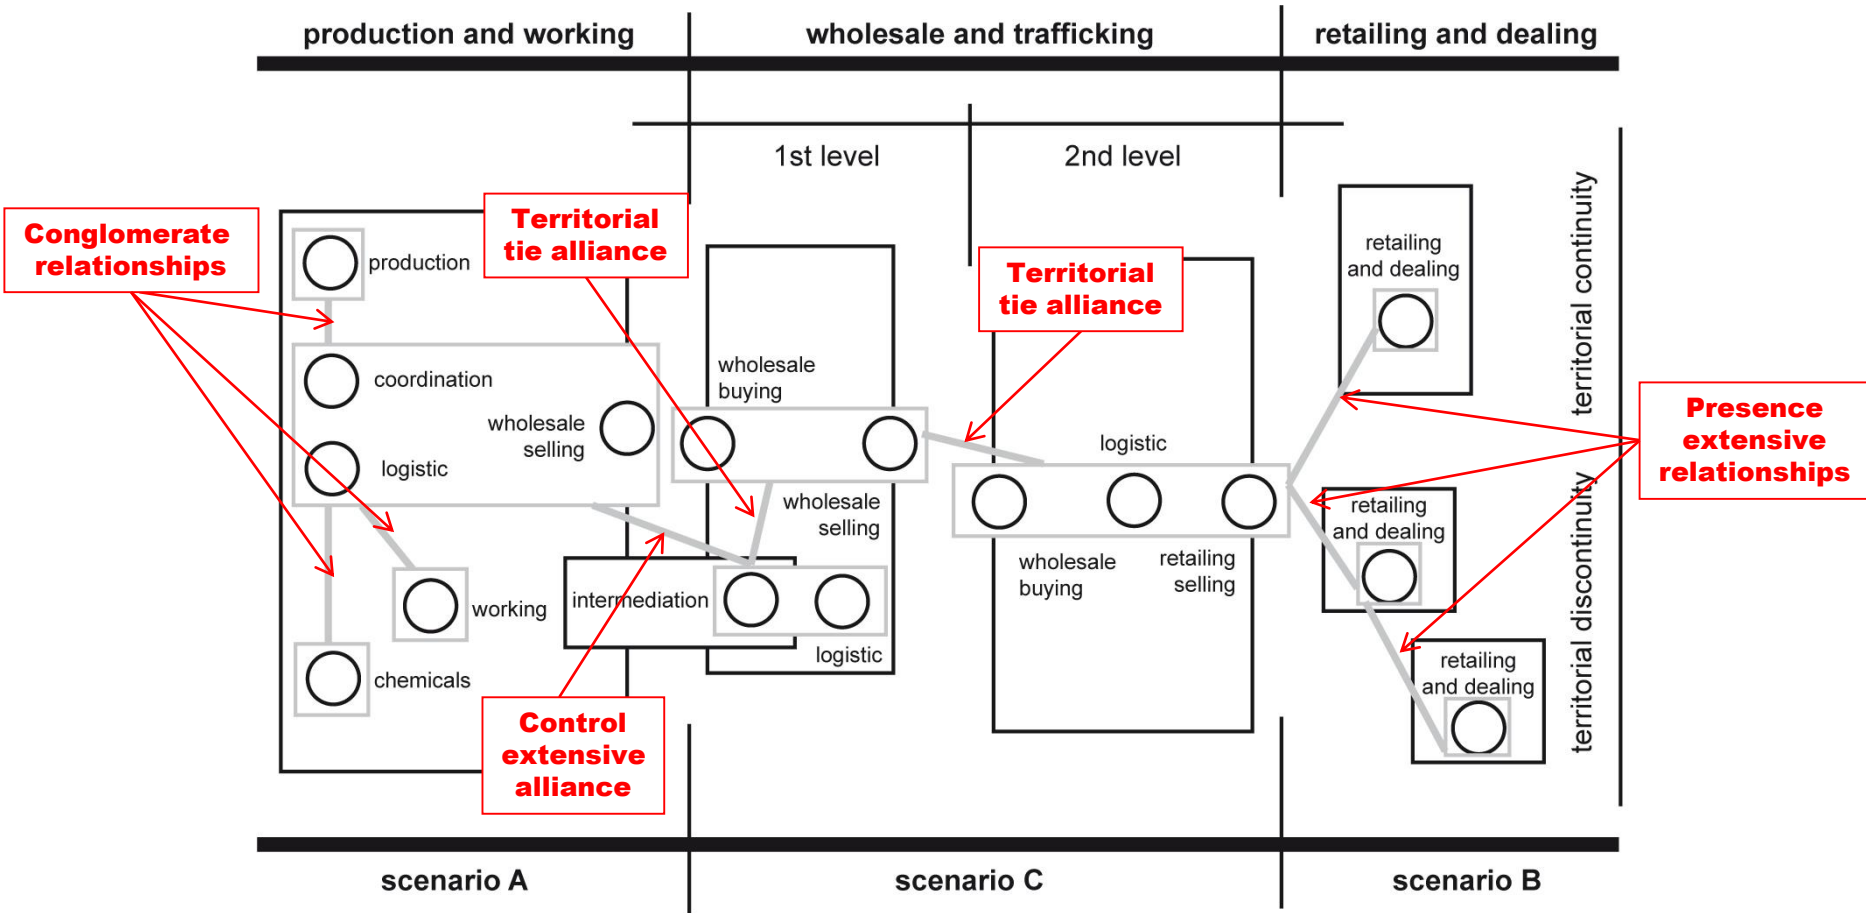 production and working
wholesale and trafficking
retailing and dealing
1st level
2nd level
Conglomerate
relationships
Territorial
tie alliance
Territorial
tie alliance
Presence
extensive
relationships
Control
extensive
alliance
production
coordination
logistic
wholesale
selling
working
chemicals
wholesale
buying
wholesale
selling
intermediation
logistic
logistic
wholesale
buying
retailing
selling
retailing
and dealing
retailing
and dealing
retailing
and dealing
territorial continuity
territorial discontinuity
scenario A
scenario C
scenario B